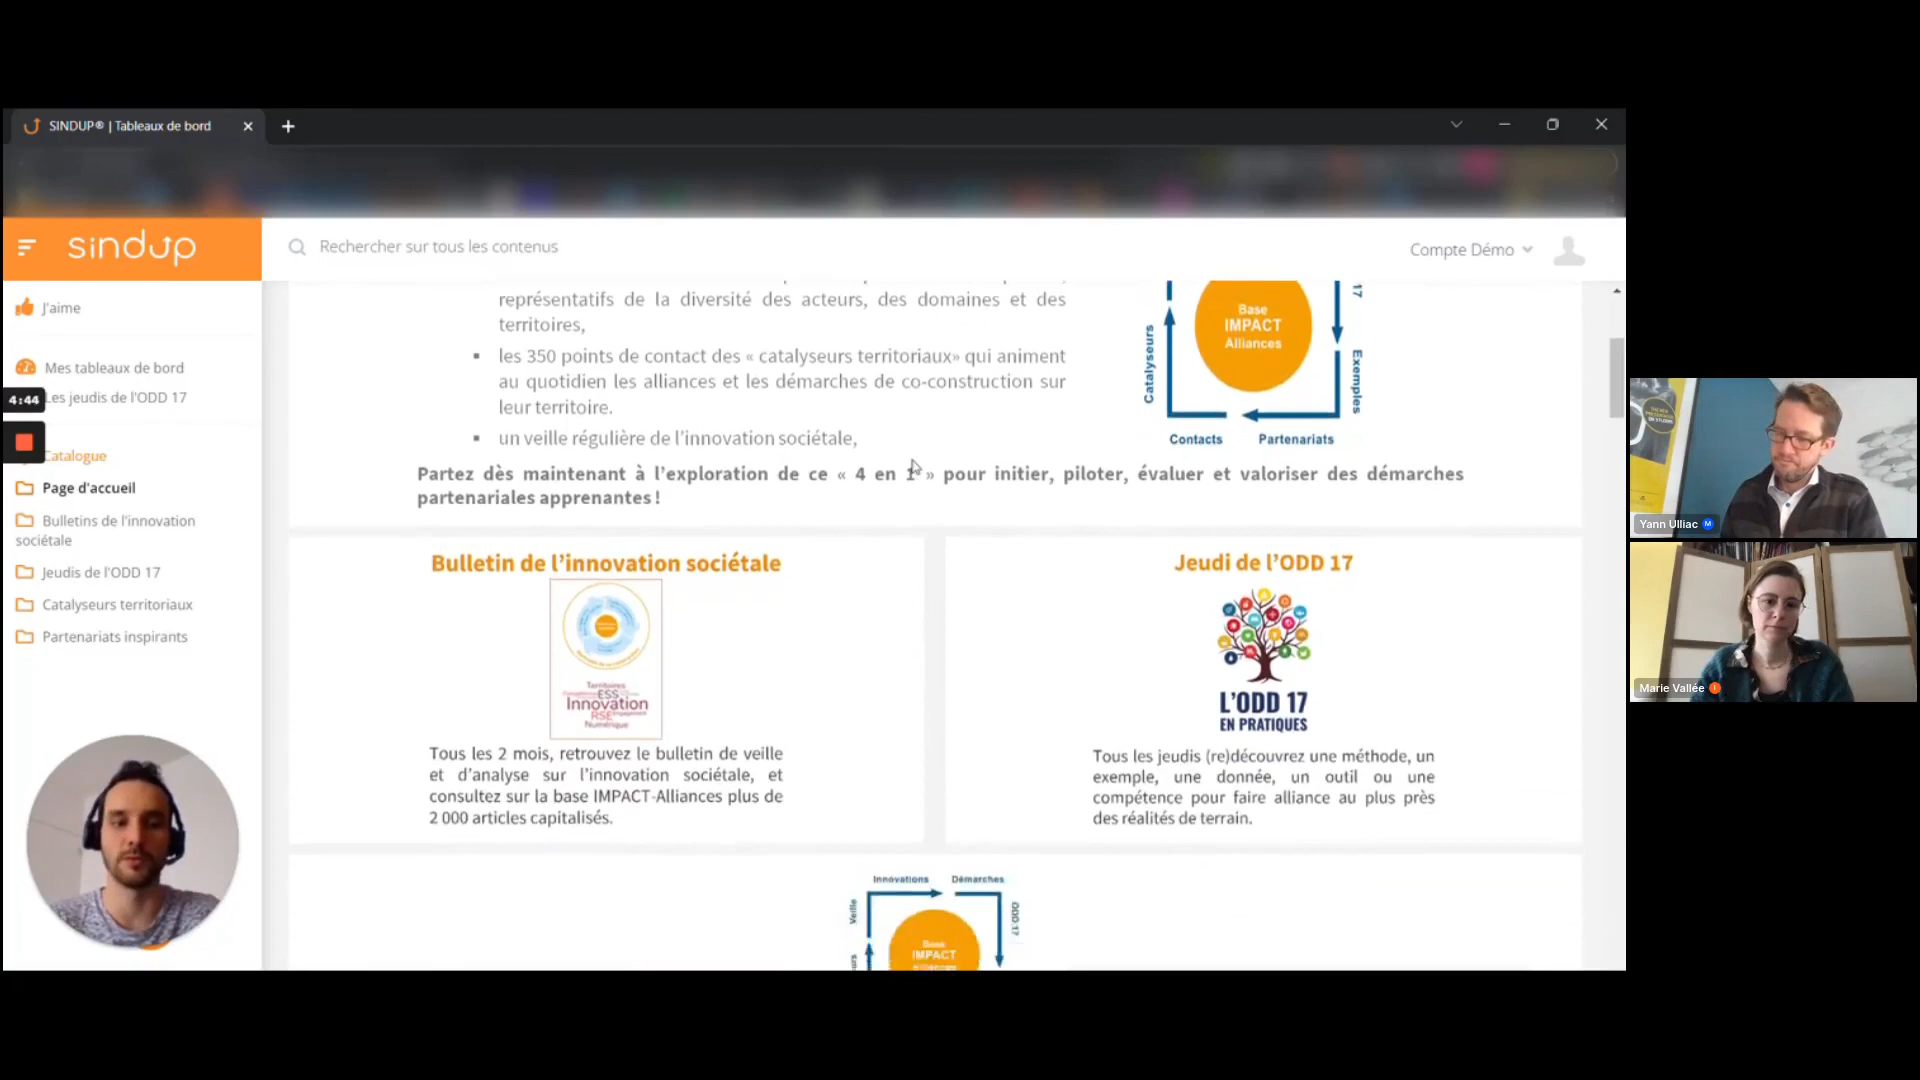 SINDUP® | Tableaux de bord
sindup
Rechercher sur tous les contenus
Compte Démo
J'aime
Mes tableaux de bord
Les jeudis de l'ODD 17
4:44
Catalogue
Page d'accueil
Bulletins de l'innovation
sociétale
Jeudis de l'ODD 17
Catalyseurs territoriaux
Partenariats inspirants
représentatifs de la diversité des acteurs, des domaines et des
territoires,
▪ les 350 points de contact des « catalyseurs territoriaux» qui animent
au quotidien les alliances et les démarches de co-construction sur
leur territoire.
▪ un veille régulière de l'innovation sociétale,
Base
IMPACT
Alliances
Catalyseurs
17
Exemples
Contacts
Partenariats
Partez dès maintenant à l'exploration de ce « 4 en 1 » pour initier, piloter, évaluer et valoriser des démarches
partenariales apprenantes !
Bulletin de l'innovation sociétale
Territoires
ESS
Innovation
RSE
Numérique
Tous les 2 mois, retrouvez le bulletin de veille
et d'analyse sur l'innovation sociétale, et
consultez sur la base IMPACT-Alliances plus de
2 000 articles capitalisés.
Jeudi de l'ODD 17
L'ODD 17
EN PRATIQUES
Tous les jeudis (re)découvrez une méthode, un
exemple, une donnée, un outil ou une
compétence pour faire alliance au plus près
des réalités de terrain.
Innovations
Démarches
Veille
ODD 17
Base
IMPACT
Yann Ulliac M
Marie Vallée